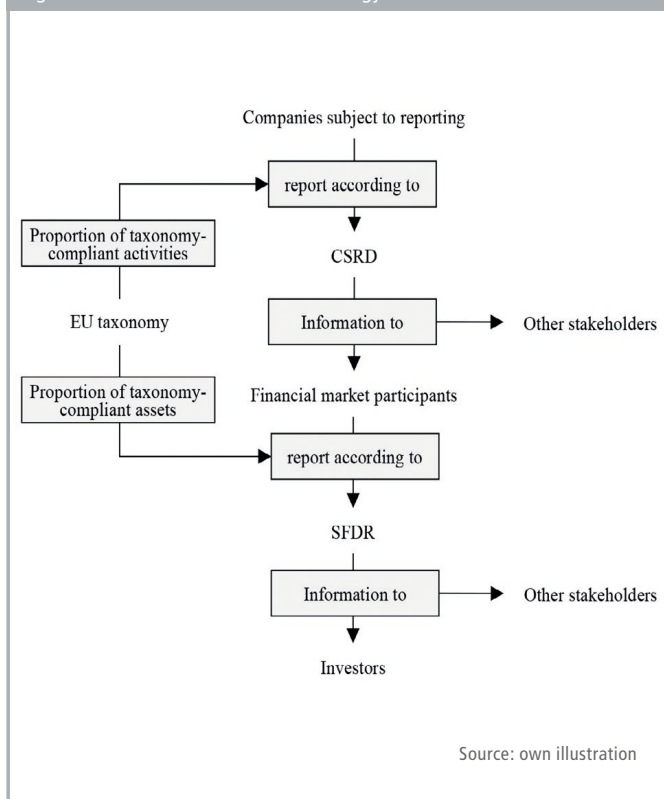 Companies subject to reporting
report according to
Proportion of taxonomy-
compliant activities
CSRD
EU taxonomy
Information to
Other stakeholders
Proportion of taxonomy-
compliant assets
Financial market participants
report according to
SFDR
Information to
Other stakeholders
Investors
Source: own illustration